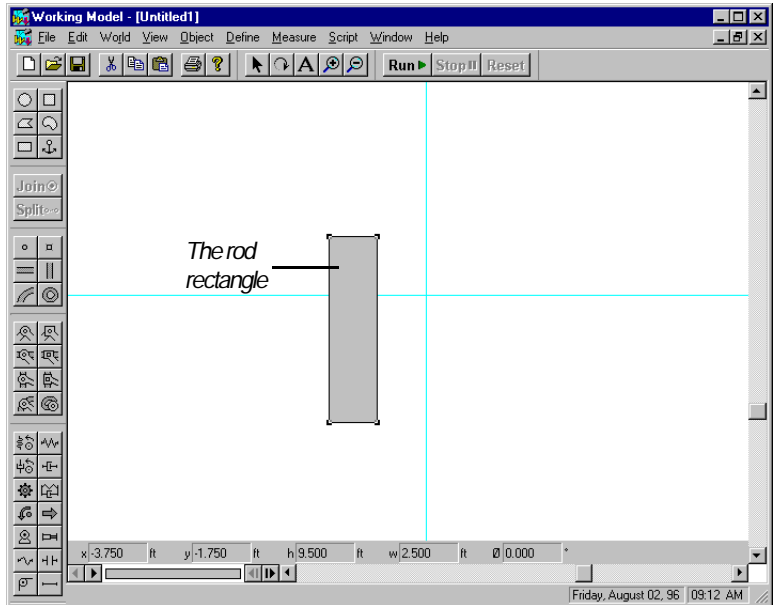 Working Model - [Untitled1]
File Edit World View Object Define Measure Script Window Help
A Run Stop Reset
Join
Split
The rod
rectangle
x -3.750 ft y -1.750 ft h 9.500 ft w 2.500 ft Ø 0.000 °
Friday, August 02, 96 09:12 AM